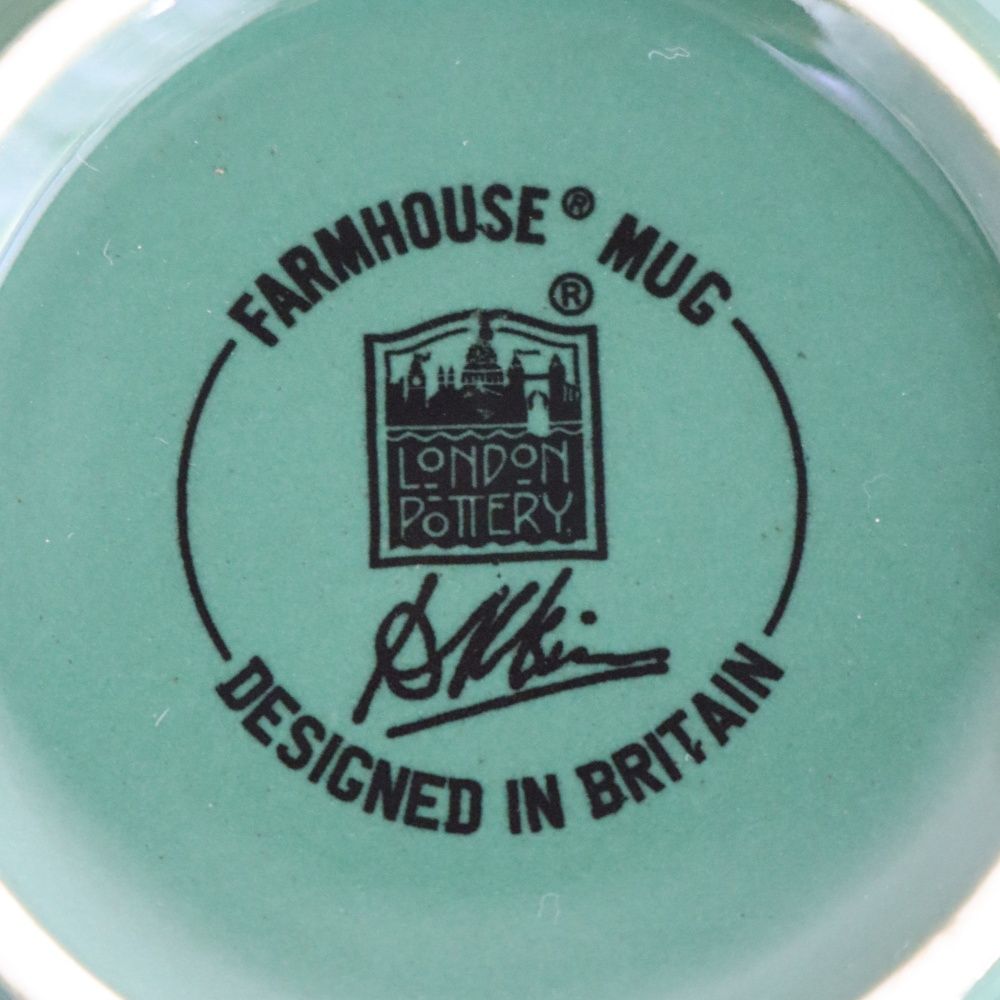 FARMHOUSE® MUG
®
LONDON
POTTERY
DESIGNED IN BRITAIN